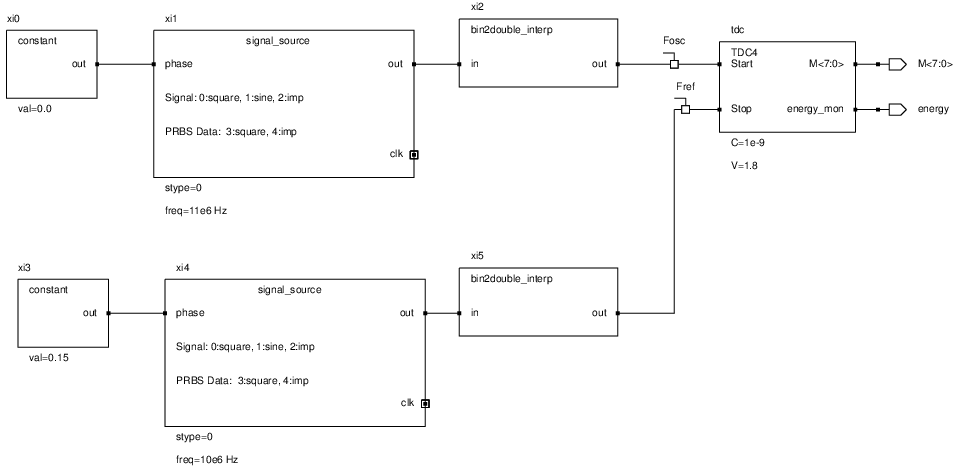 xi0
constant
out
val=0.0
xi1
signal_source
phase
out
Signal: 0:square, 1:sine, 2:imp
PRBS Data: 3:square, 4:imp
clk
stype=0
freq=11e6 Hz
xi2
bin2double_interp
in
out
Fosc
Fref
tdc
TDC4
Start
M<7:0>
Stop
energy_mon
C=1e-9
V=1.8
M<7:0>
energy
xi3
constant
out
val=0.15
xi4
signal_source
phase
out
Signal: 0:square, 1:sine, 2:imp
PRBS Data: 3:square, 4:imp
clk
stype=0
freq=10e6 Hz
xi5
bin2double_interp
in
out